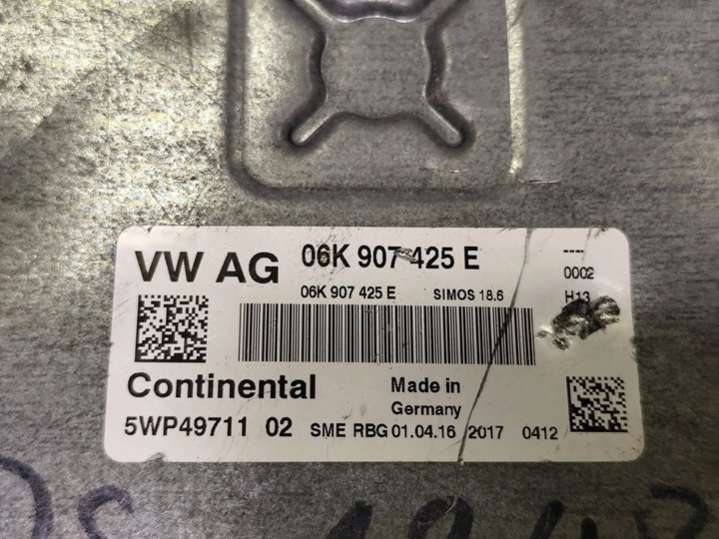 VW AG 06K 907 425 E ----
0002
06K 907 425 E SIMOS 18.6 H13
Continental Made in
Germany
5WP49711 02 SME RBG 01.04.16 2017 0412